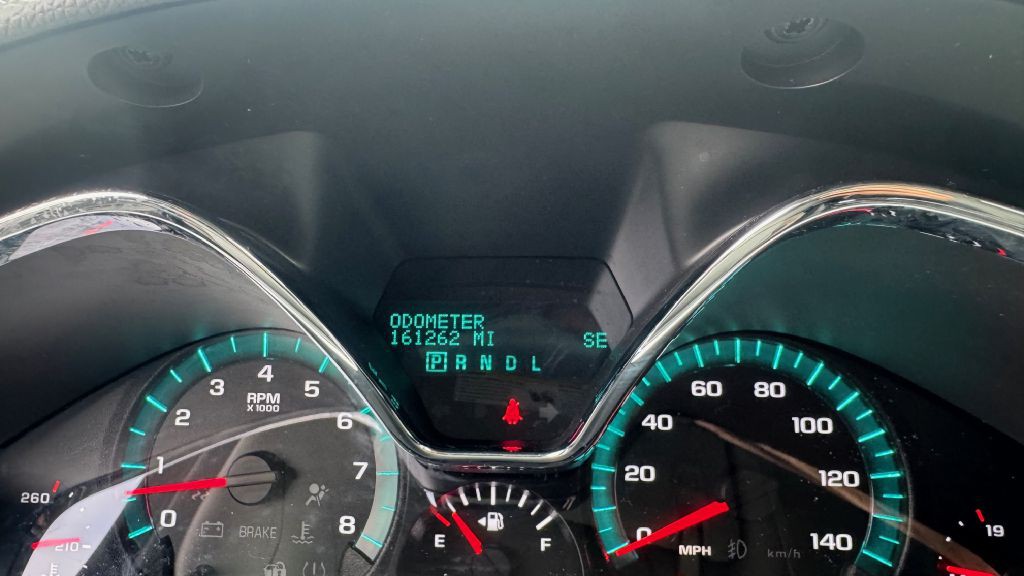 ODOMETER
161262 MI SE
P R N D L
0 1 2 3 4 5 6 7 8
RPM
X 1000
BRAKE
260
210
E F
0 20 40 60 80 100 120 140
MPH
km/h
19